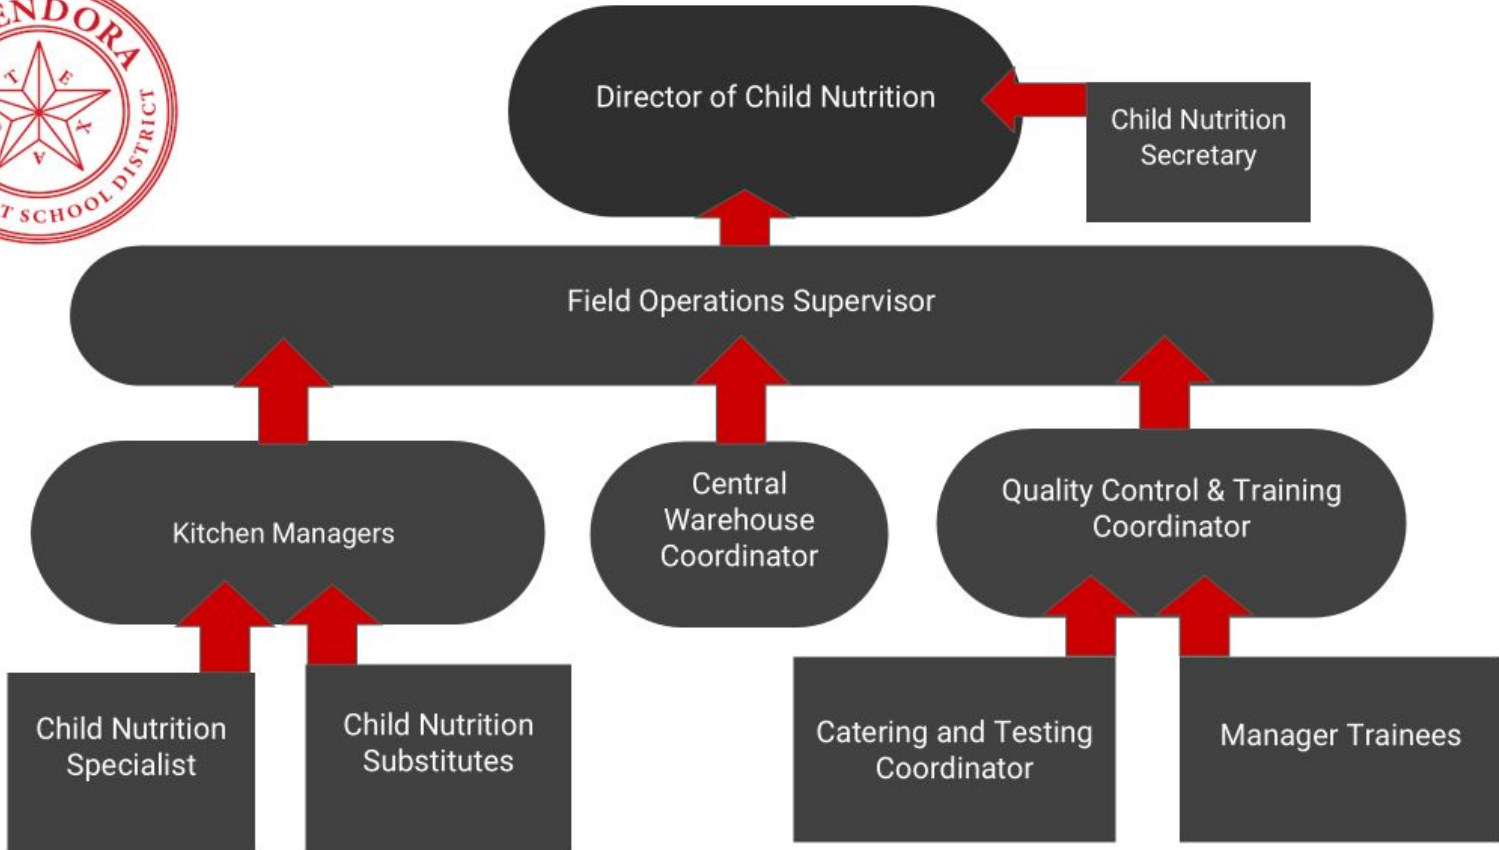 ENDORA
TEXA
T SCHOOL DISTRICT
Director of Child Nutrition
Child Nutrition
Secretary
Field Operations Supervisor
Kitchen Managers
Central
Warehouse
Coordinator
Quality Control & Training
Coordinator
Child Nutrition
Specialist
Child Nutrition
Substitutes
Catering and Testing
Coordinator
Manager Trainees